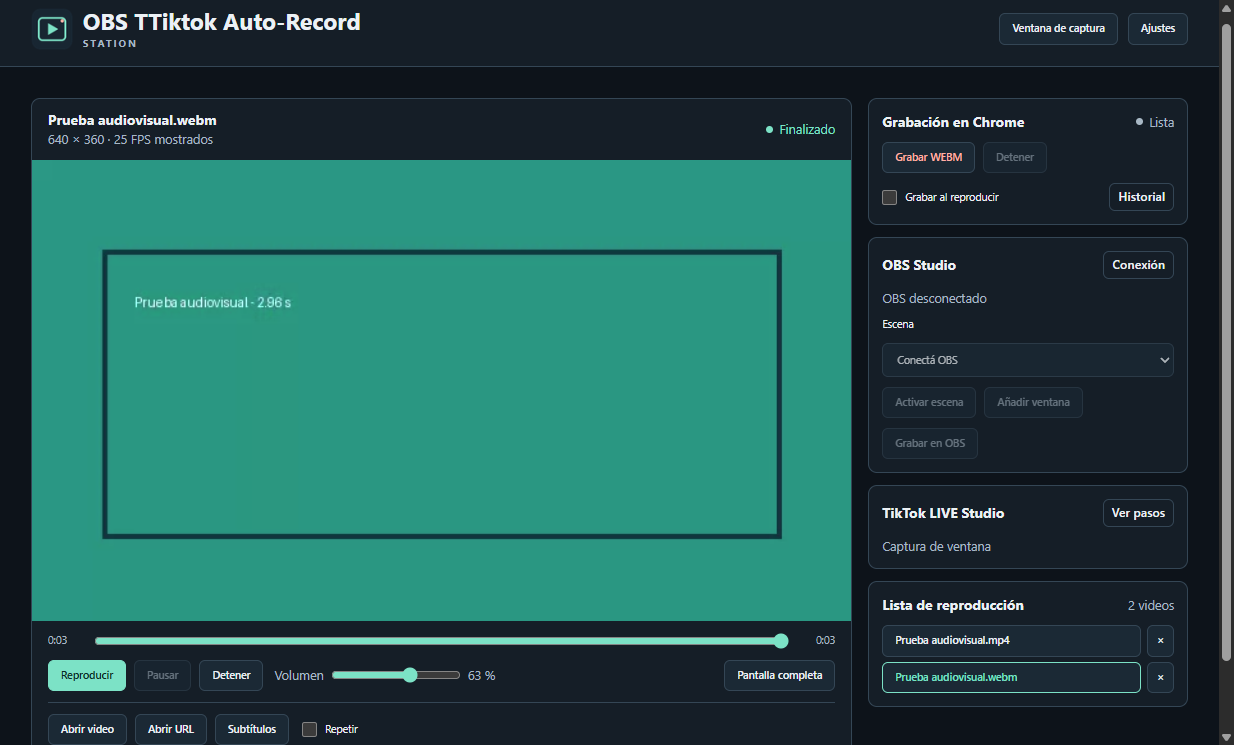 OBS TTiktok Auto-Record
STATION
Ventana de captura
Ajustes
Prueba audiovisual.webm
640 × 360 · 25 FPS mostrados
Finalizado
Prueba audiovisual - 2.96 s
0:03
0:03
Reproducir
Pausar
Detener
Volumen
63 %
Pantalla completa
Abrir video
Abrir URL
Subtítulos
Repetir
Grabación en Chrome
Lista
Grabar WEBM
Detener
Grabar al reproducir
Historial
OBS Studio
Conexión
OBS desconectado
Escena
Conectá OBS
Activar escena
Añadir ventana
Grabar en OBS
TikTok LIVE Studio
Ver pasos
Captura de ventana
Lista de reproducción
2 videos
Prueba audiovisual.mp4
×
Prueba audiovisual.webm
×